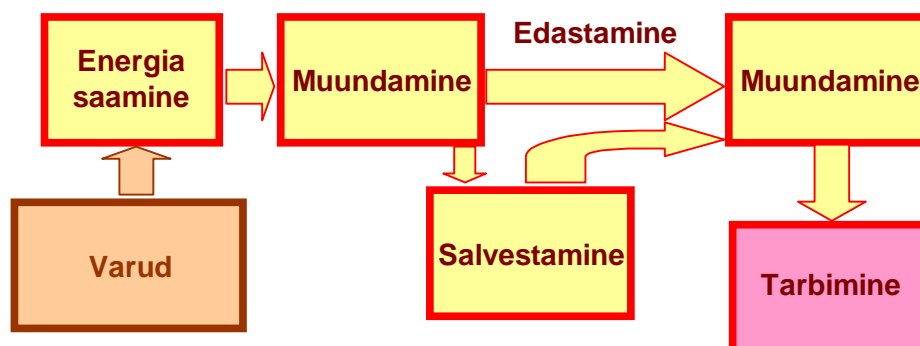 Energia
saamine
Muundamine
Edastamine
Muundamine
Varud
Salvestamine
Tarbimine